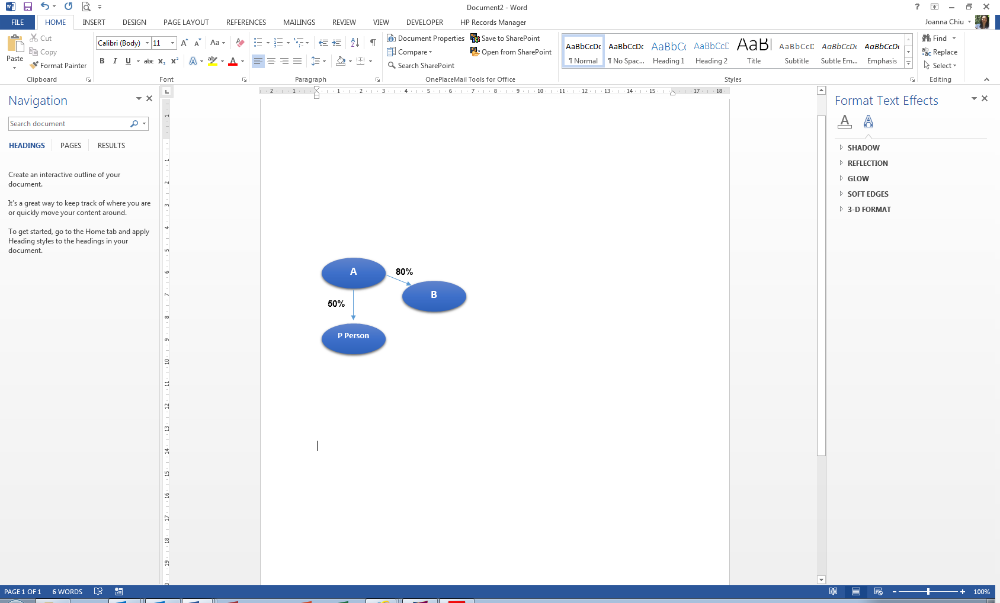 Document2 - Word
?
FILE HOME INSERT DESIGN PAGE LAYOUT REFERENCES MAILINGS REVIEW VIEW DEVELOPER HP Records Manager
Joanna Chiu
Paste
Cut
Copy
Format Painter
Clipboard
Calibri (Body) 11
Aa
B I U abc X₂ X²
Font
Paragraph
Document Properties
Compare
Search SharePoint
Save to SharePoint
Open from SharePoint
OnePlaceMail Tools for Office
AaBbCcDc AaBbCcDc AaBbCc AaBbCcD AaBl AaBbCcD AaBbCcDc AaBbCcDc
¶ Normal ¶ No Spac... Heading 1 Heading 2 Title Subtitle Subtle Em... Emphasis
Styles
Find
Replace
Select
Editing
Navigation
Search document
HEADINGS PAGES RESULTS
Create an interactive outline of your
document.
It's a great way to keep track of where you are
or quickly move your content around.
To get started, go to the Home tab and apply
Heading styles to the headings in your
document.
L
2 1 1 2 3 4 5 6 7 8 9 10 11 12 13 14 15 17 18
1
1
2
3
4
5
6
7
8
9
10
11
12
13
14
15
16
17
18
19
A
80%
B
50%
P Person
Format Text Effects
SHADOW
REFLECTION
GLOW
SOFT EDGES
3-D FORMAT
PAGE 1 OF 1 6 WORDS
100%